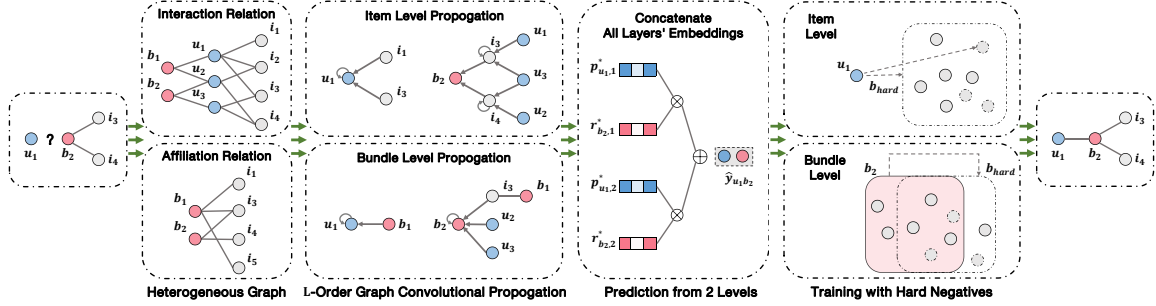 u₁ ? b₂ i₃ i₄
Interaction Relation
b₁ b₂ u₁ u₂ u₃ i₁ i₂ i₃ i₄
Affiliation Relation
b₁ b₂ i₁ i₃ i₄ i₅
Heterogeneous Graph
Item Level Propogation
u₁ i₁ i₃
b₂ i₃ i₄ u₁ u₃ u₂
Bundle Level Propogation
u₁ b₁
b₂ i₃ b₁ u₂ u₃
L-Order Graph Convolutional Propogation
Concatenate
All Layers' Embeddings
p*u₁,1
r*b₂,1
p*u₁,2
r*b₂,2
⊗ ⊗ ⊕
ŷu₁b₂
Prediction from 2 Levels
Item
Level
u₁
b_hard
Bundle
Level
b₂ b_hard
Training with Hard Negatives
u₁ b₂ i₃ i₄